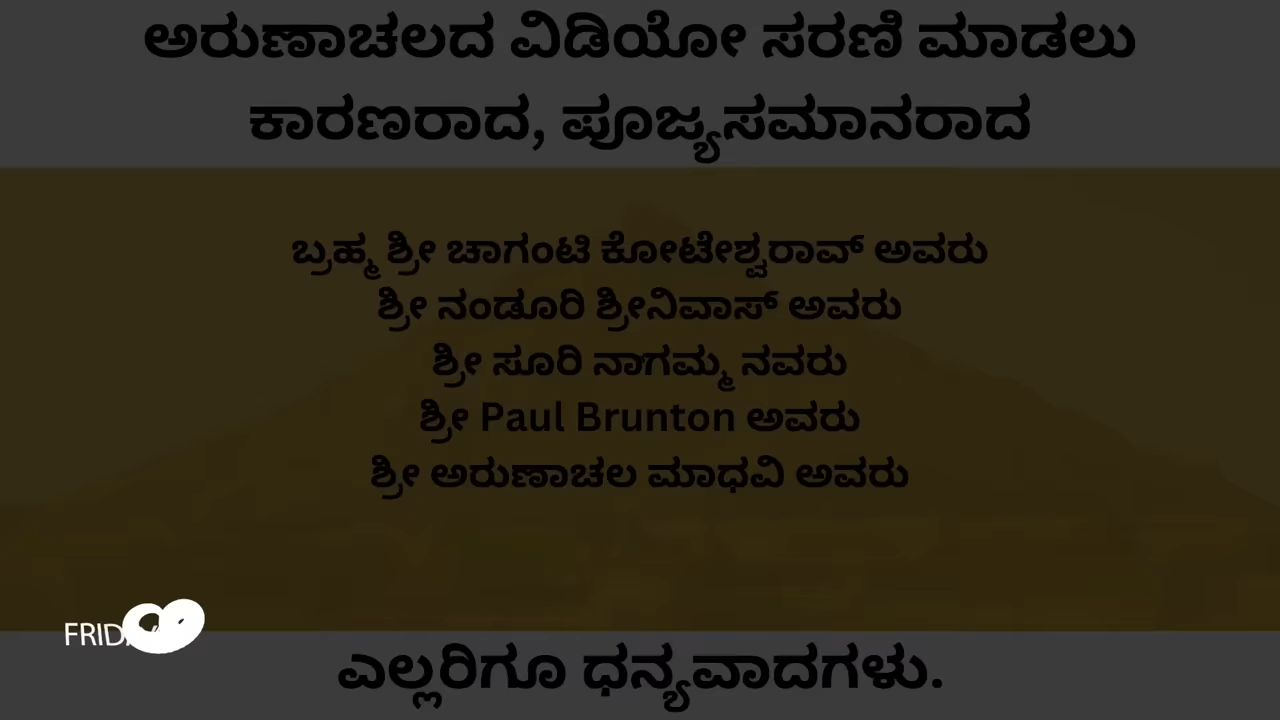 ಅರುಣಾಚಲದ ವಿಡಿಯೋ ಸರಣಿ ಮಾಡಲು
ಕಾರಣರಾದ, ಪೂಜ್ಯಸಮಾನರಾದ
ಬ್ರಹ್ಮ ಶ್ರೀ ಚಾಗಂಟಿ ಕೋಟೇಶ್ವರಾವ್ ಅವರು
ಶ್ರೀ ನಂಡೂರಿ ಶ್ರೀನಿವಾಸ್ ಅವರು
ಶ್ರೀ ಸೂರಿ ನಾಗಮ್ಮ ನವರು
ಶ್ರೀ Paul Brunton ಅವರು
ಶ್ರೀ ಅರುಣಾಚಲ ಮಾಧವಿ ಅವರು
ಎಲ್ಲರಿಗೂ ಧನ್ಯವಾದಗಳು.